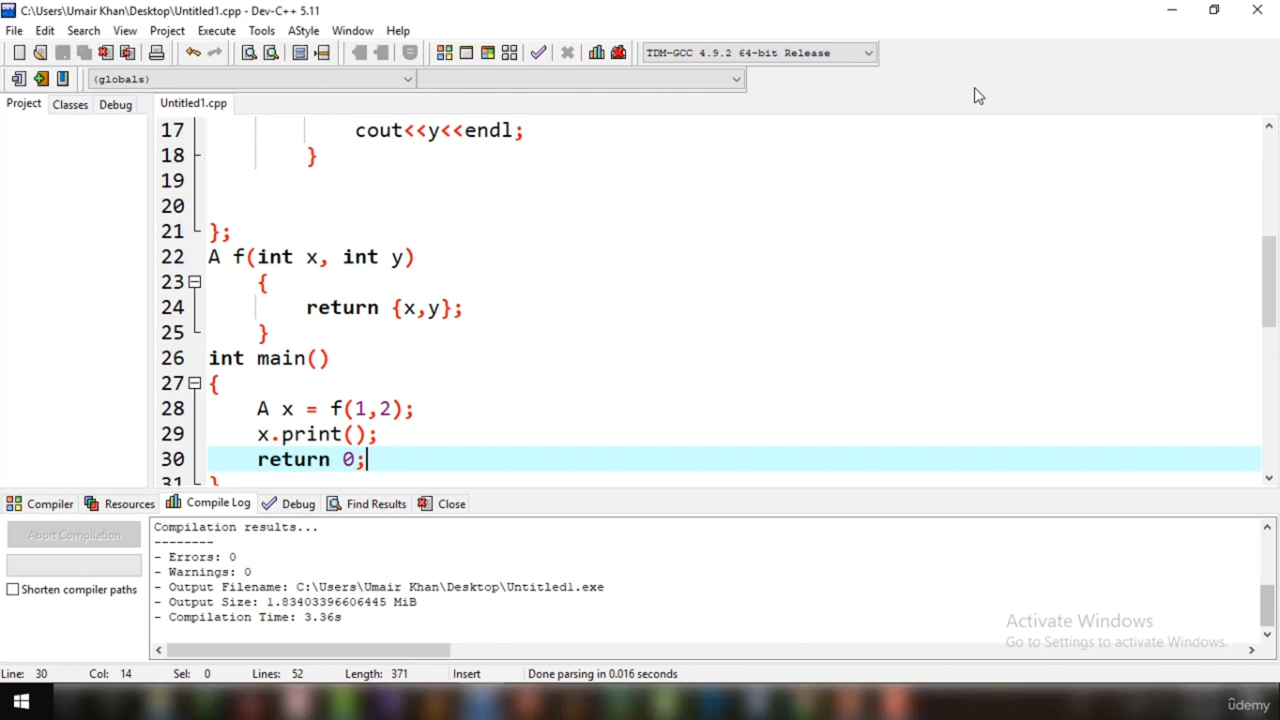 C:\Users\Umair Khan\Desktop\Untitled1.cpp - Dev-C++ 5.11
File Edit Search View Project Execute Tools AStyle Window Help
TDM-GCC 4.9.2 64-bit Release
(globals)
Project Classes Debug Untitled1.cpp
17 cout<<y<<endl;
18 }
19
20
21 };
22 A f(int x, int y)
23 {
24 return {x,y};
25 }
26 int main()
27 {
28 A x = f(1,2);
29 x.print();
30 return 0;
31 }
Compiler Resources Compile Log Debug Find Results Close
Abort Compilation
Shorten compiler paths
Compilation results...
--------
- Errors: 0
- Warnings: 0
- Output Filename: C:\Users\Umair Khan\Desktop\Untitled1.exe
- Output Size: 1.83403396606445 MiB
- Compilation Time: 3.36s
Activate Windows
Go to Settings to activate Windows.
Line: 30 Col: 14 Sel: 0 Lines: 52 Length: 371 Insert Done parsing in 0.016 seconds
ûdemy